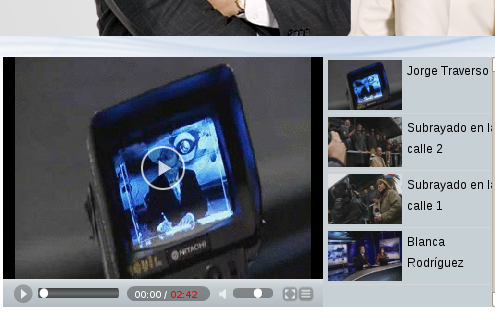 HITACHI
00:00 / 02:42
Jorge Traverso
Subrayado en la
calle 2
Subrayado en la
calle 1
Blanca
Rodríguez